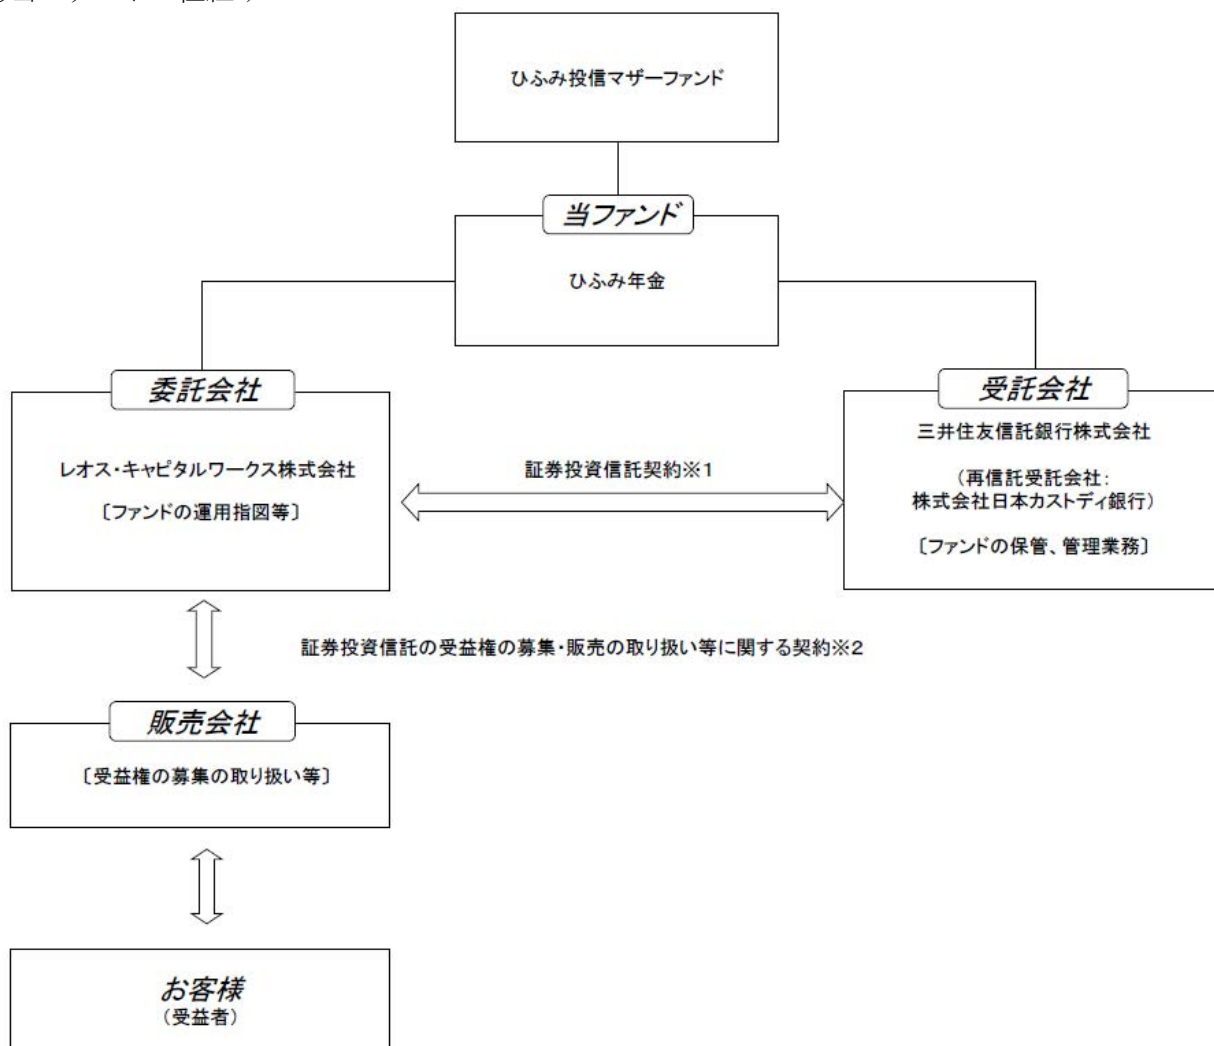 ひふみ投信マザーファンド
当ファンド
ひふみ年金
委託会社
レオス・キャピタルワークス株式会社
〔ファンドの運用指図等〕
証券投資信託契約※1
受託会社
三井住友信託銀行株式会社
(再信託受託会社:
株式会社日本カストディ銀行)
〔ファンドの保管、管理業務〕
証券投資信託の受益権の募集・販売の取り扱い等に関する契約※2
販売会社
〔受益権の募集の取り扱い等〕
お客様
(受益者)